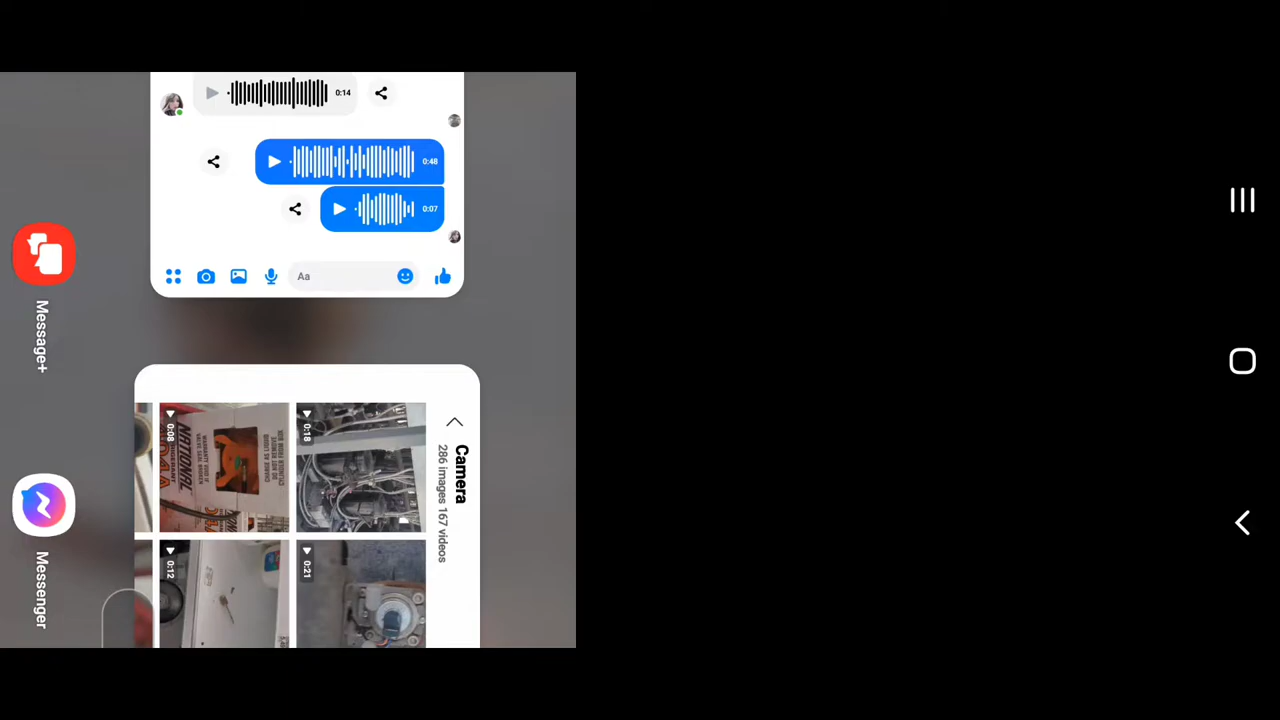 0:14
0:48
0:07
Aa
Message+
Messenger
Camera
286 images 167 videos
0:18
0:08
0:21
0:12
NATIONAL